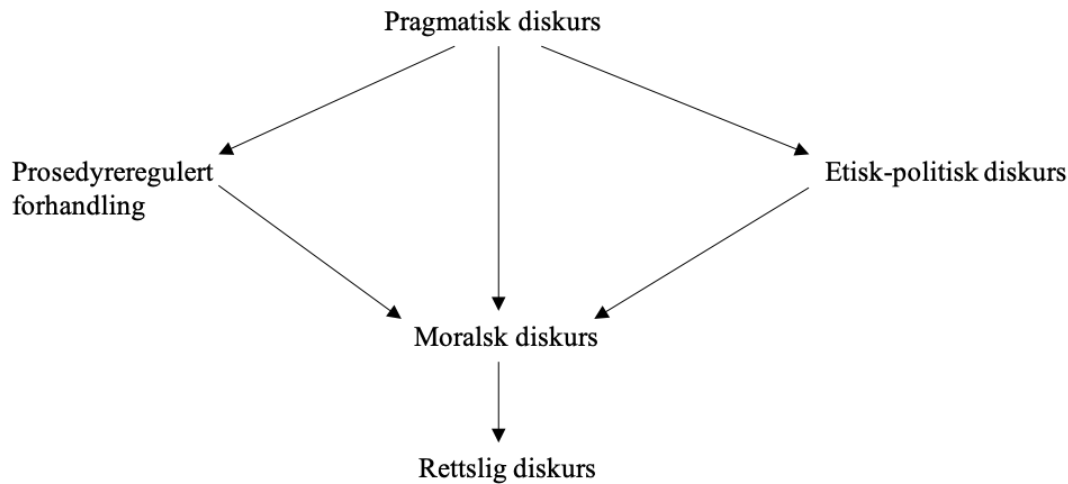 Pragmatisk diskurs
Prosedyreregulert
forhandling
Etisk-politisk diskurs
Moralsk diskurs
Rettslig diskurs